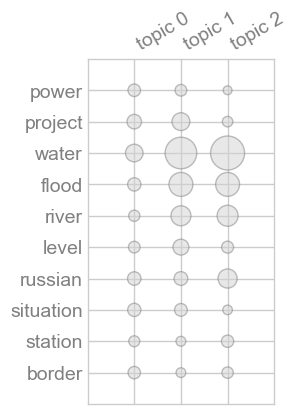 topic 0
topic 1
topic 2
power
project
water
flood
river
level
russian
situation
station
border